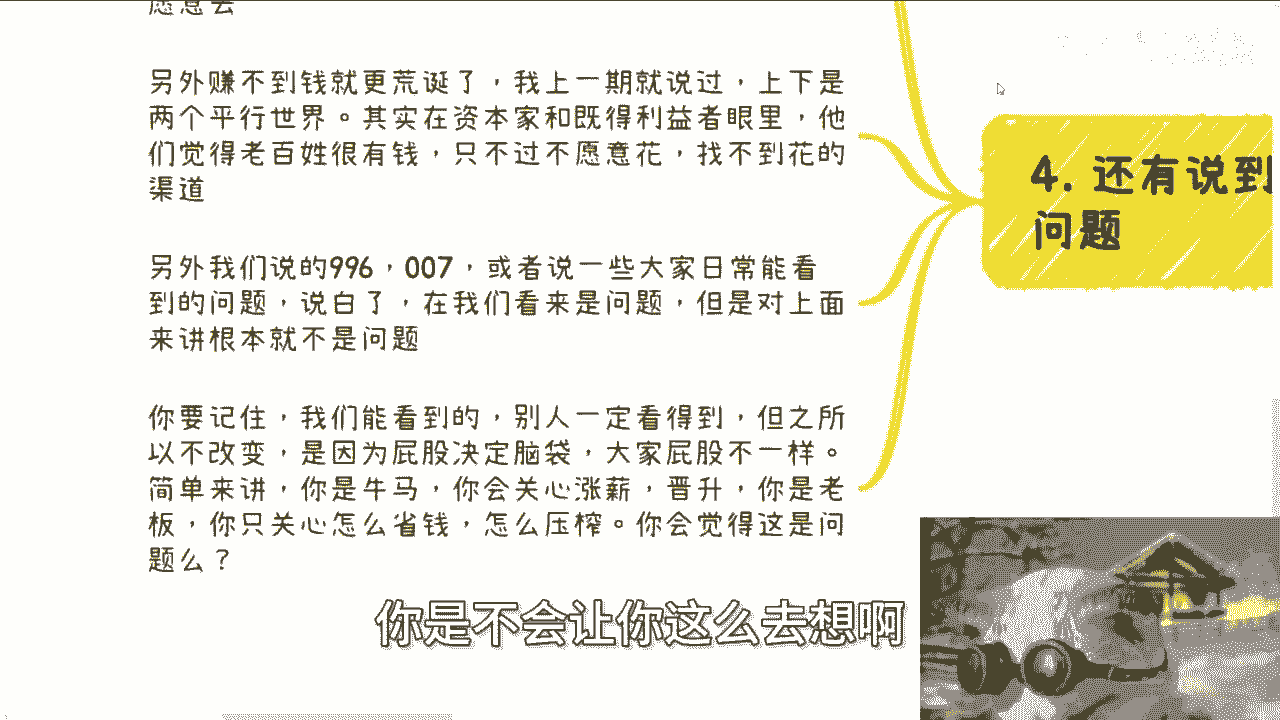 愿意去
另外赚不到钱就更荒诞了，我上一期就说过，上下是
两个平行世界。其实在资本家和既得利益者眼里，他
们觉得老百姓很有钱，只不过不愿意花，找不到花的
渠道
另外我们说的996，007，或者说一些大家日常能看
到的问题，说白了，在我们看来是问题，但是对上面
来讲根本就不是问题
你要记住，我们能看到的，别人一定看得到，但之所
以不改变，是因为屁股决定脑袋，大家屁股不一样。
简单来讲，你是牛马，你会关心涨薪，晋升，你是老
板，你只关心怎么省钱，怎么压榨。你会觉得这是问
题么？
4. 还有说到
问题
你是不会让你这么去想啊